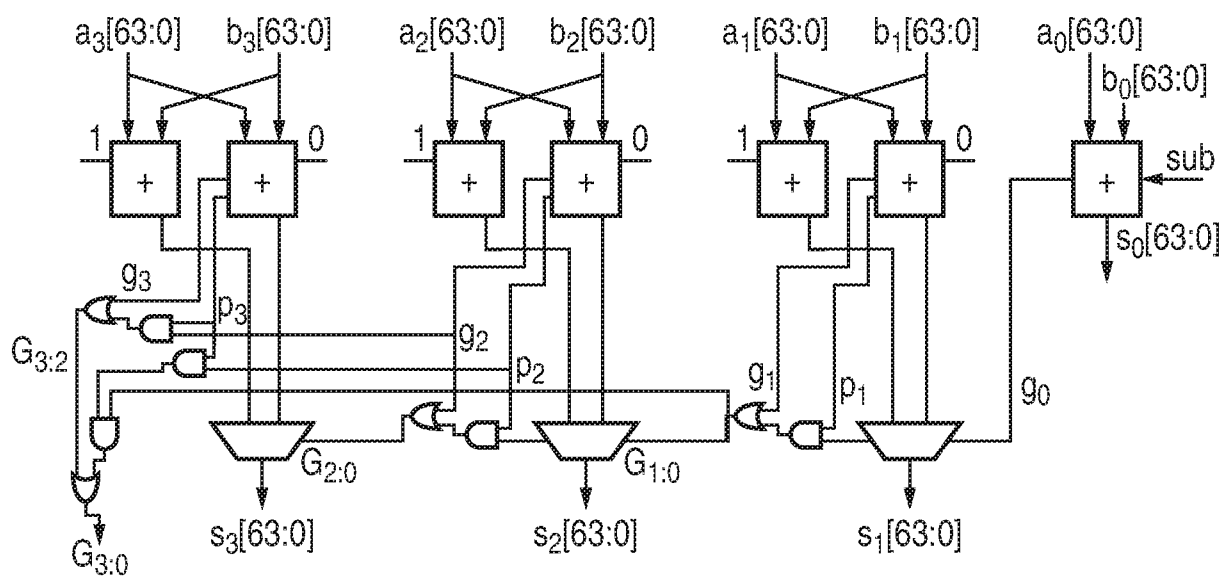 a3[63:0] b3[63:0] a2[63:0] b2[63:0] a1[63:0] b1[63:0] a0[63:0]
b0[63:0]
1 0 1 0 1 0
sub
+ + + + + + +
s0[63:0]
g3
p3
g2
G3:2
p2
g1
p1
g0
G2:0 G1:0
s3[63:0] s2[63:0] s1[63:0]
G3:0